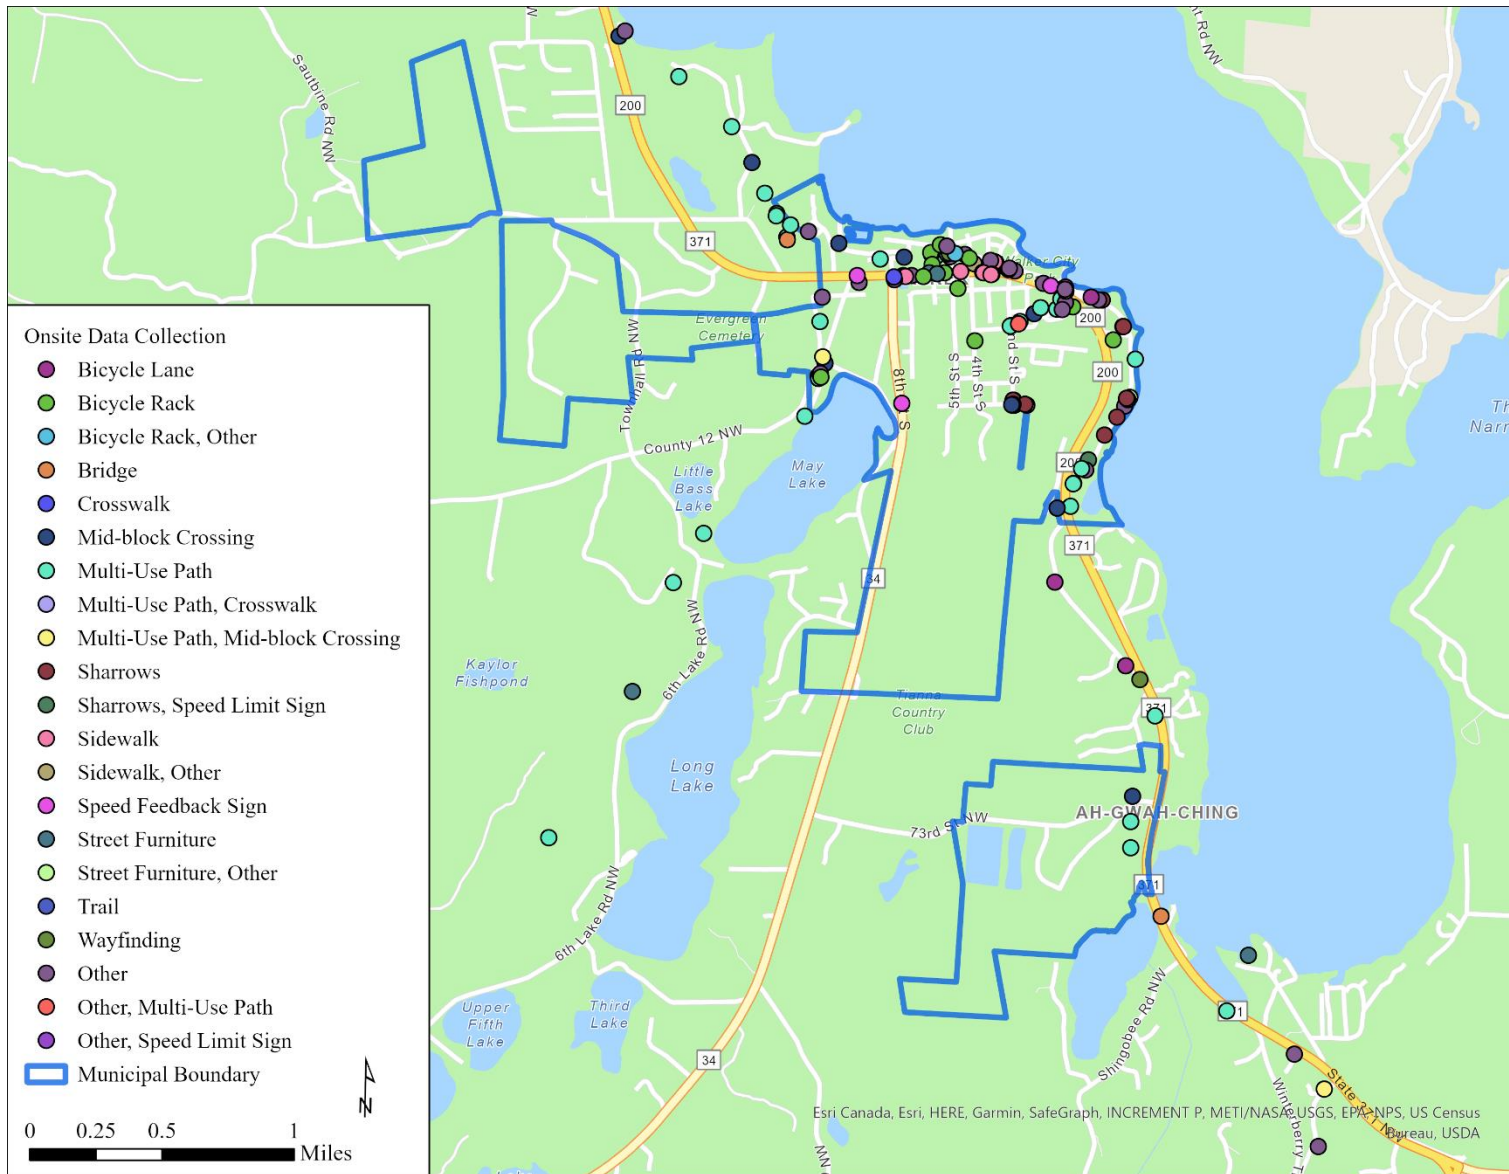 Sautbine Rd NW
200
371
Walker City
Evergreen
Cemetery
200
200
Townhall Rd NW
8th St S
5th St S
4th St S
County 12 NW
Little
Bass
Lake
May
Lake
371
34
6th Lake Rd NW
Kaylor
Fishpond
Tianna
Country
Club
371
Long
Lake
AH-GWAH-CHING
73rd St NW
371
6th Lake Rd NW
Upper
Fifth
Lake
Third
Lake
Shingobee Rd NW
34
State 371 NW
Onsite Data Collection
Bicycle Lane
Bicycle Rack
Bicycle Rack, Other
Bridge
Crosswalk
Mid-block Crossing
Multi-Use Path
Multi-Use Path, Crosswalk
Multi-Use Path, Mid-block Crossing
Sharrows
Sharrows, Speed Limit Sign
Sidewalk
Sidewalk, Other
Speed Feedback Sign
Street Furniture
Street Furniture, Other
Trail
Wayfinding
Other
Other, Multi-Use Path
Other, Speed Limit Sign
Municipal Boundary
N
0 0.25 0.5 1
Miles
Esri Canada, Esri, HERE, Garmin, SafeGraph, INCREMENT P, METI/NASA, USGS, EPA, NPS, US Census
Bureau, USDA